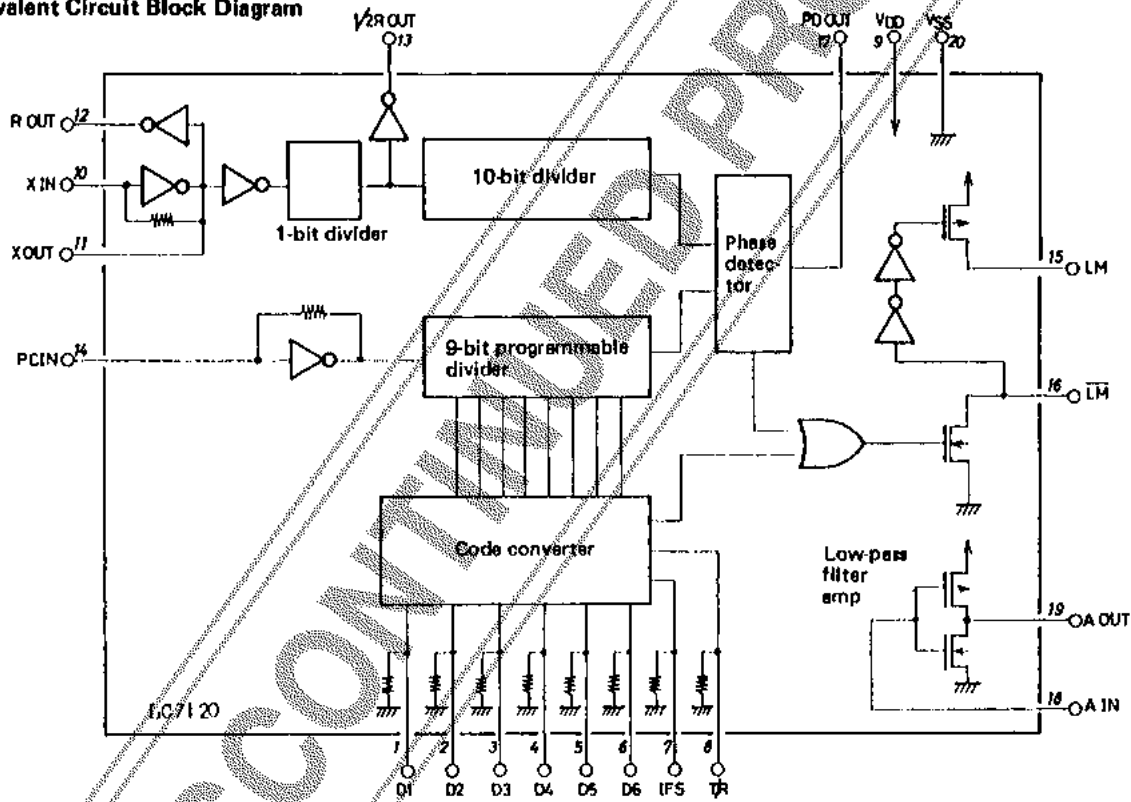 valent Circuit Block Diagram
1/2R OUT
13
PD OUT
17
VDD
9
VSS
20
R OUT
12
X IN
10
XOUT
11
1-bit divider
10-bit divider
Phase
detec-
tor
15
LM
PCIN
14
9-bit programmable
divider
16
LM
Code converter
Low-pass
filter
amp
19
A OUT
18
A IN
LC7120
1
2
3
4
5
6
7
8
D1
D2
D3
D4
D5
D6
IFS
T/R
SCONTINUED PRO